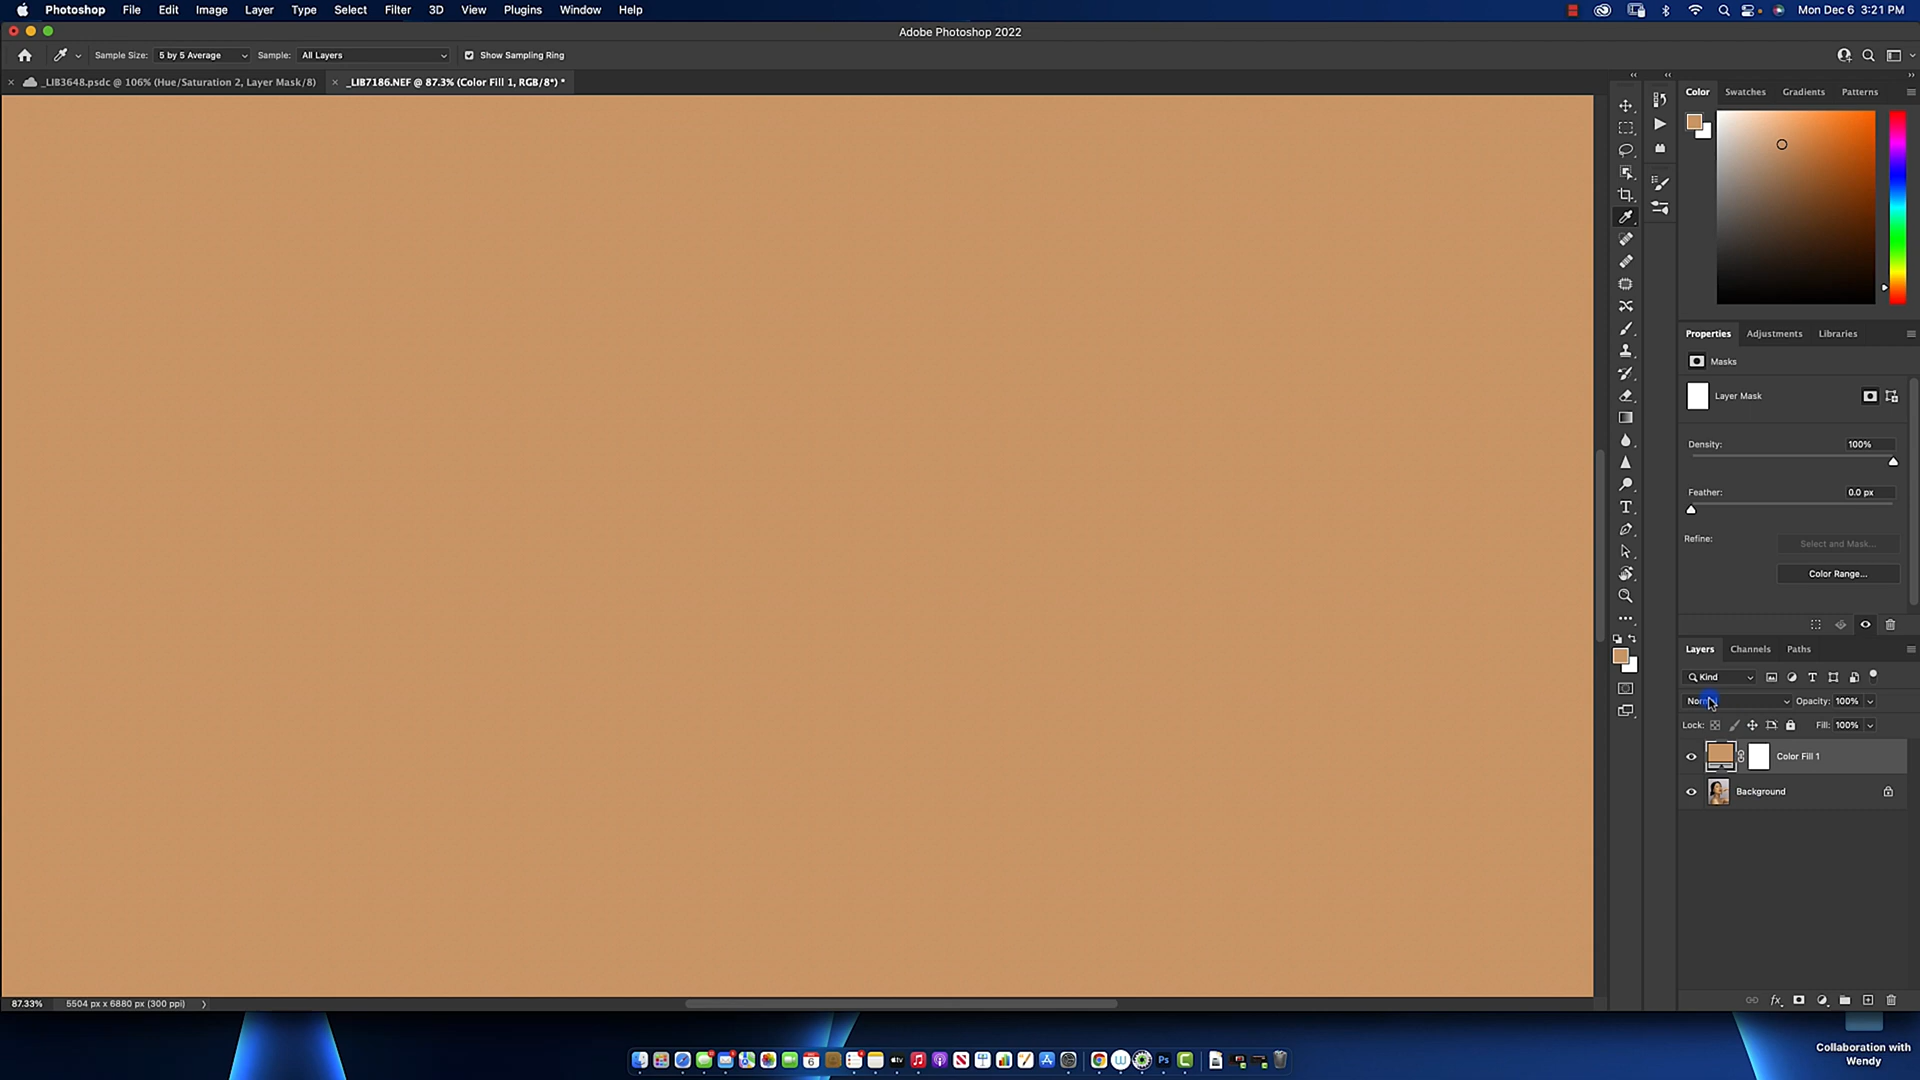 Photoshop File Edit Image Layer Type Select Filter 3D View Plugins Window Help Mon Dec 6 3:21 PM
Adobe Photoshop 2022
Sample Size: 5 by 5 Average Sample: All Layers Show Sampling Ring
_LIB3648.psdc @ 106% (Hue/Saturation 2, Layer Mask/8) _LIB7186.NEF @ 87.3% (Color Fill 1, RGB/8*) *
Color Swatches Gradients Patterns
Properties Adjustments Libraries
Masks
Layer Mask
Density: 100%
Feather: 0.0 px
Refine: Select and Mask...
Color Range...
Layers Channels Paths
Kind
Opacity: 100%
Lock: Fill: 100%
Color Fill 1
Background
87.33% 5504 px x 6880 px (300 ppi)
Collaboration with
Wendy